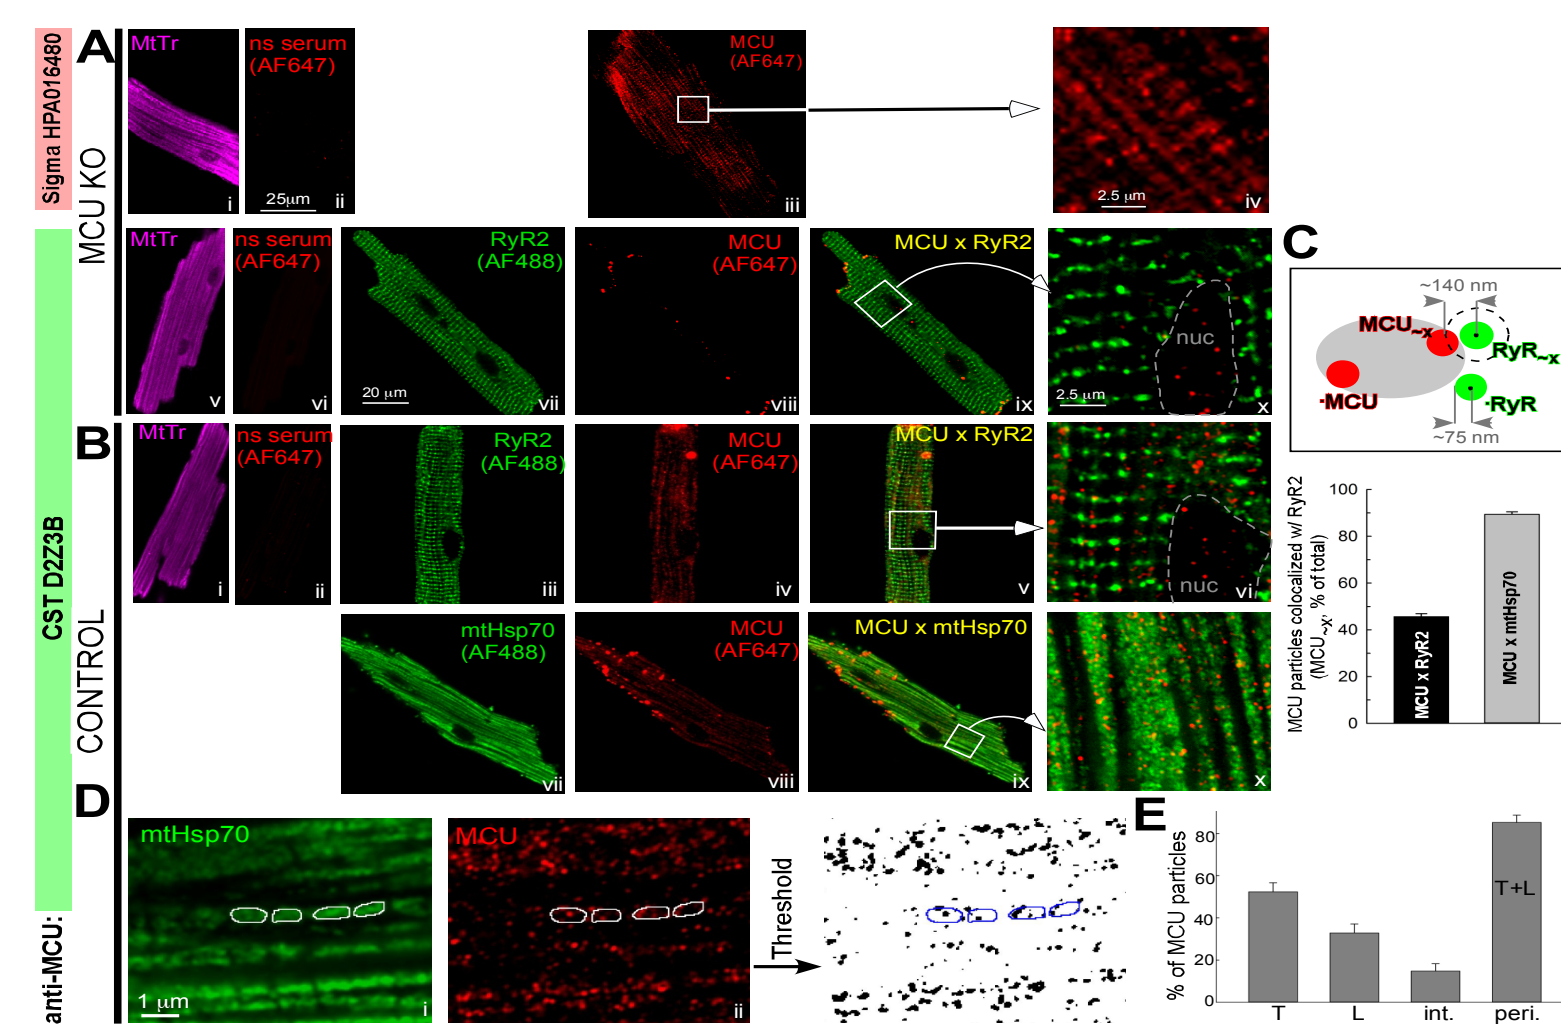 Sigma HPA016480
CST D2Z3B
anti-MCU:
MCU KO
CONTROL
A
MtTr
i
ns serum
(AF647)
25µm
ii
MCU
(AF647)
iii
2.5 µm
iv
MtTr
v
ns serum
(AF647)
vi
RyR2
(AF488)
20 µm
vii
MCU
(AF647)
viii
MCU x RyR2
ix
nuc
2.5 µm
x
B
MtTr
i
ns serum
(AF647)
ii
RyR2
(AF488)
iii
MCU
(AF647)
iv
MCU x RyR2
v
nuc
vi
mtHsp70
(AF488)
vii
MCU
(AF647)
viii
MCU x mtHsp70
ix
x
C
~140 nm
MCU~x
RyR~x
·MCU
·RyR
~75 nm
MCU particles colocalized w/ RyR2
(MCU~x, % of total)
100
80
60
40
20
0
MCU x RyR2
MCU x mtHsp70
D
mtHsp70
1 µm
i
MCU
ii
Threshold
E
% of MCU particles
80
60
40
20
0
T+L
T
L
int.
peri.